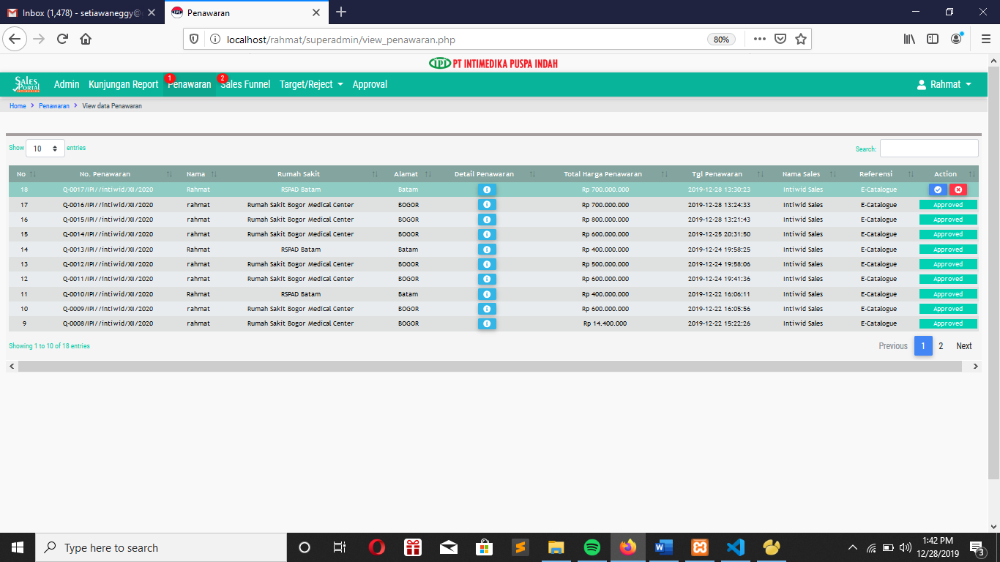 Inbox (1,478) - setiawaneggy@
Penawaran
localhost/rahmat/superadmin/view_penawaran.php
80%
IPI PT INTIMEDIKA PUSPA INDAH
Sales Portal
Admin Kunjungan Report 1 Penawaran 2 Sales Funnel Target/Reject Approval Rahmat
Home > Penawaran > View data Penawaran
Show 10 entries Search:
No No. Penawaran Nama Rumah Sakit Alamat Detail Penawaran Total Harga Penawaran Tgl Penawaran Nama Sales Referensi Action
18 Q-0017/IPI//intiwid/XII/2020 Rahmat RSPAD Batam Batam Rp 700.000.000 2019-12-28 13:30:23 Intiwid Sales E-Catalogue
17 Q-0016/IPI//intiwid/XII/2020 rahmat Rumah Sakit Bogor Medical Center BOGOR Rp 700.000.000 2019-12-28 13:24:33 Intiwid Sales E-Catalogue Approved
16 Q-0015/IPI//intiwid/XII/2020 rahmat Rumah Sakit Bogor Medical Center BOGOR Rp 800.000.000 2019-12-28 13:21:43 Intiwid Sales E-Catalogue Approved
15 Q-0014/IPI//intiwid/XII/2020 rahmat Rumah Sakit Bogor Medical Center BOGOR Rp 600.000.000 2019-12-25 20:31:50 Intiwid Sales E-Catalogue Approved
14 Q-0013/IPI//intiwid/XII/2020 Rahmat RSPAD Batam Batam Rp 400.000.000 2019-12-24 19:58:25 Intiwid Sales E-Catalogue Approved
13 Q-0012/IPI//intiwid/XII/2020 rahmat Rumah Sakit Bogor Medical Center BOGOR Rp 500.000.000 2019-12-24 19:58:06 Intiwid Sales E-Catalogue Approved
12 Q-0011/IPI//intiwid/XII/2020 rahmat Rumah Sakit Bogor Medical Center BOGOR Rp 600.000.000 2019-12-24 19:41:36 Intiwid Sales E-Catalogue Approved
11 Q-0010/IPI//intiwid/XII/2020 Rahmat RSPAD Batam Batam Rp 400.000.000 2019-12-22 16:06:11 Intiwid Sales E-Catalogue Approved
10 Q-0009/IPI//intiwid/XII/2020 rahmat Rumah Sakit Bogor Medical Center BOGOR Rp 600.000.000 2019-12-22 16:05:56 Intiwid Sales E-Catalogue Approved
9 Q-0008/IPI//intiwid/XII/2020 rahmat Rumah Sakit Bogor Medical Center BOGOR Rp 14.400.000 2019-12-22 15:22:26 Intiwid Sales E-Catalogue Approved
Showing 1 to 10 of 18 entries Previous 1 2 Next
Type here to search
1:42 PM
12/28/2019
3